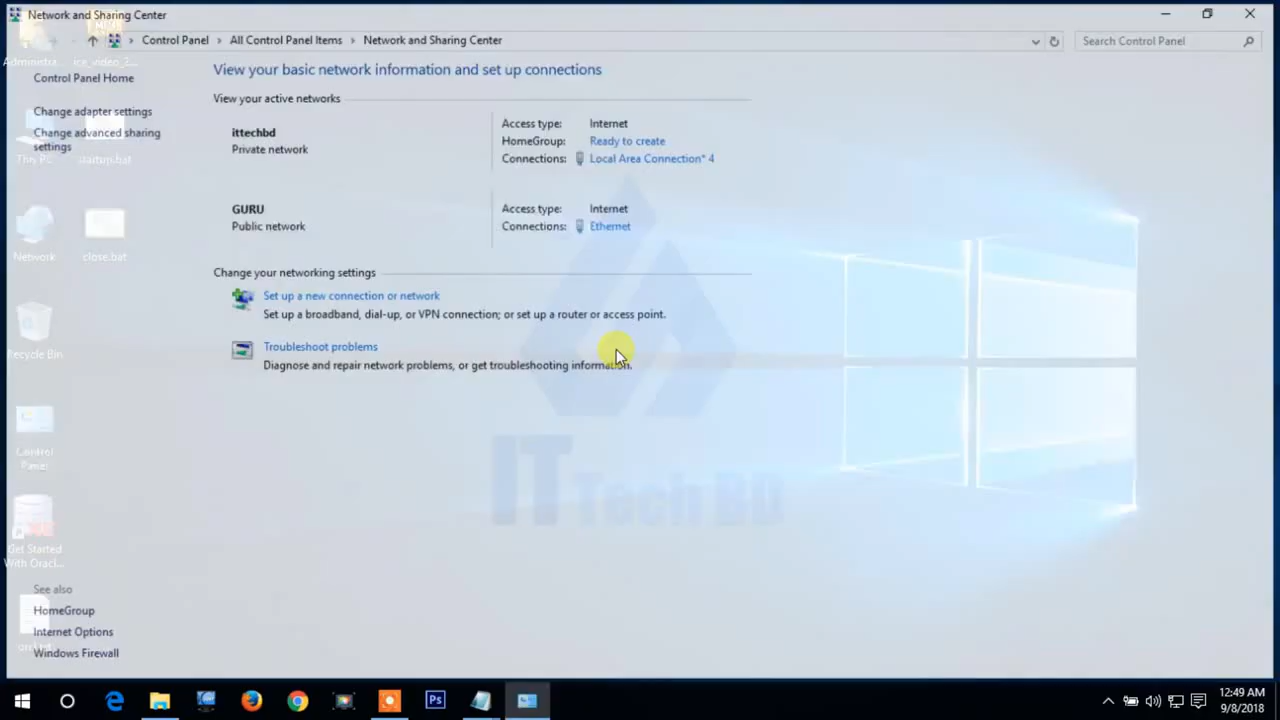 Network and Sharing Center
Control Panel > All Control Panel Items > Network and Sharing Center
Search Control Panel
Control Panel Home
Change adapter settings
Change advanced sharing
settings
View your basic network information and set up connections
View your active networks
ittechbd
Private network
Access type: Internet
HomeGroup: Ready to create
Connections: Local Area Connection* 4
GURU
Public network
Access type: Internet
Connections: Ethernet
Change your networking settings
Set up a new connection or network
Set up a broadband, dial-up, or VPN connection; or set up a router or access point.
Troubleshoot problems
Diagnose and repair network problems, or get troubleshooting information.
See also
HomeGroup
Internet Options
Windows Firewall
Administra...
This PC
startup.bat
Network
close.bat
Recycle Bin
Control
Panel
Get Started
With Oracl...
IT Tech BD
Ps
12:49 AM
9/8/2018